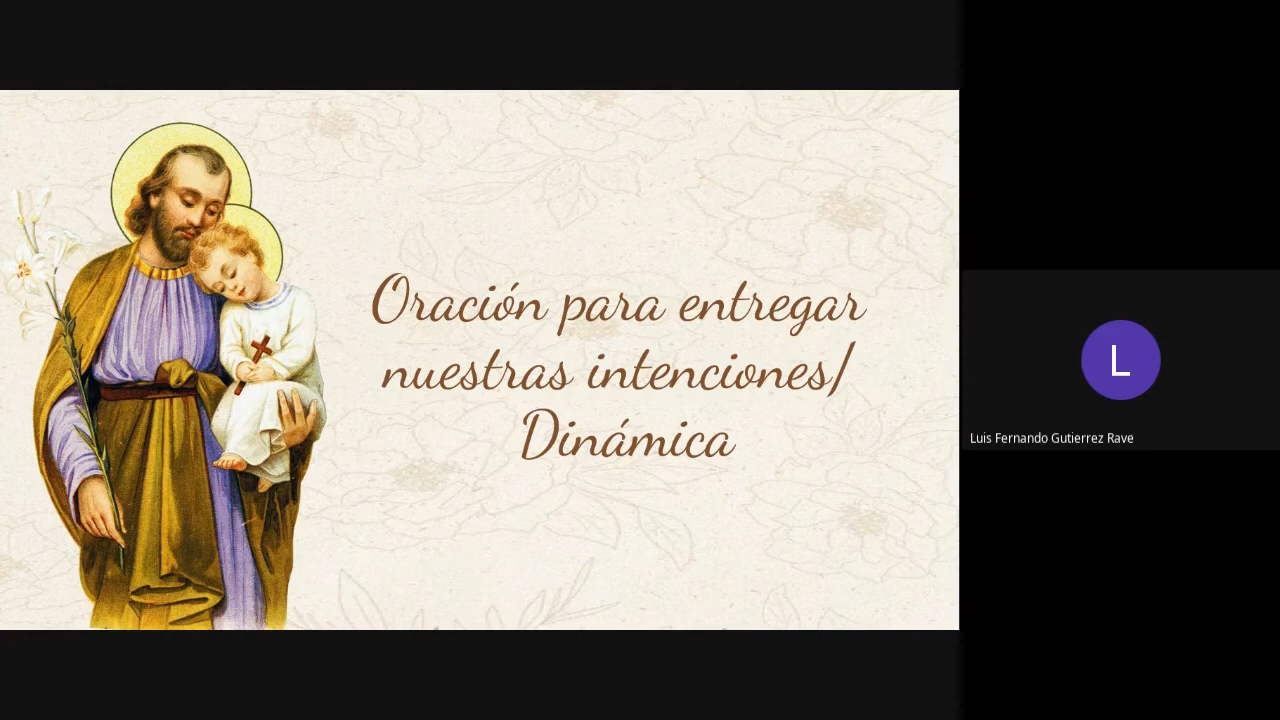 Oración para entregar
nuestras intenciones/
Dinámica
L
Luis Fernando Gutierrez Rave